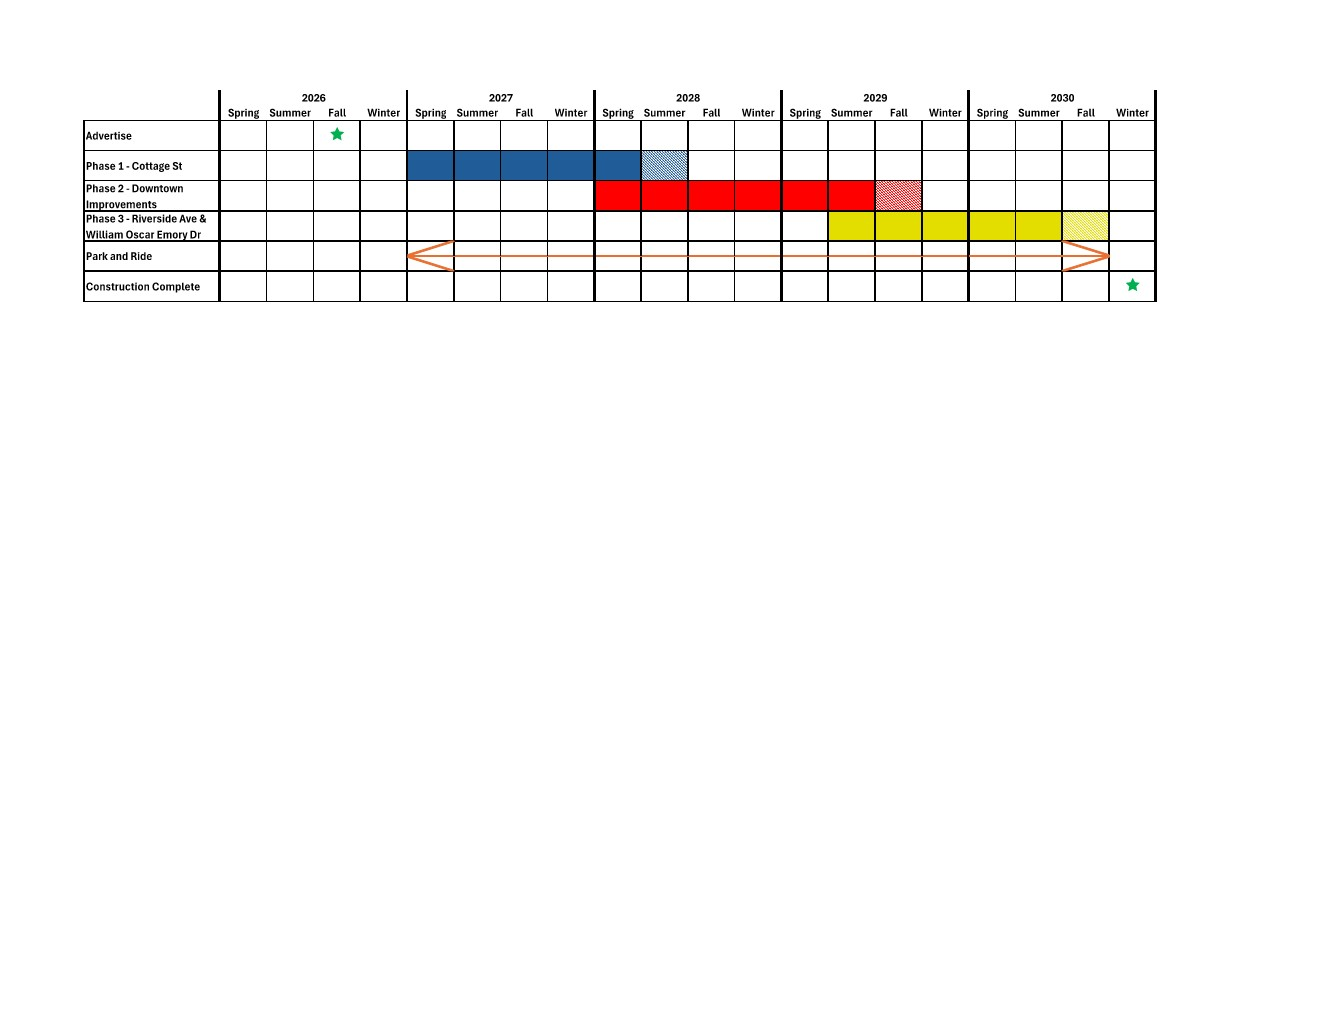 2026 2027 2028 2029 2030
Spring Summer Fall Winter Spring Summer Fall Winter Spring Summer Fall Winter Spring Summer Fall Winter Spring Summer Fall Winter
Advertise
Phase 1 - Cottage St
Phase 2 - Downtown
Improvements
Phase 3 - Riverside Ave &
William Oscar Emory Dr
Park and Ride
Construction Complete